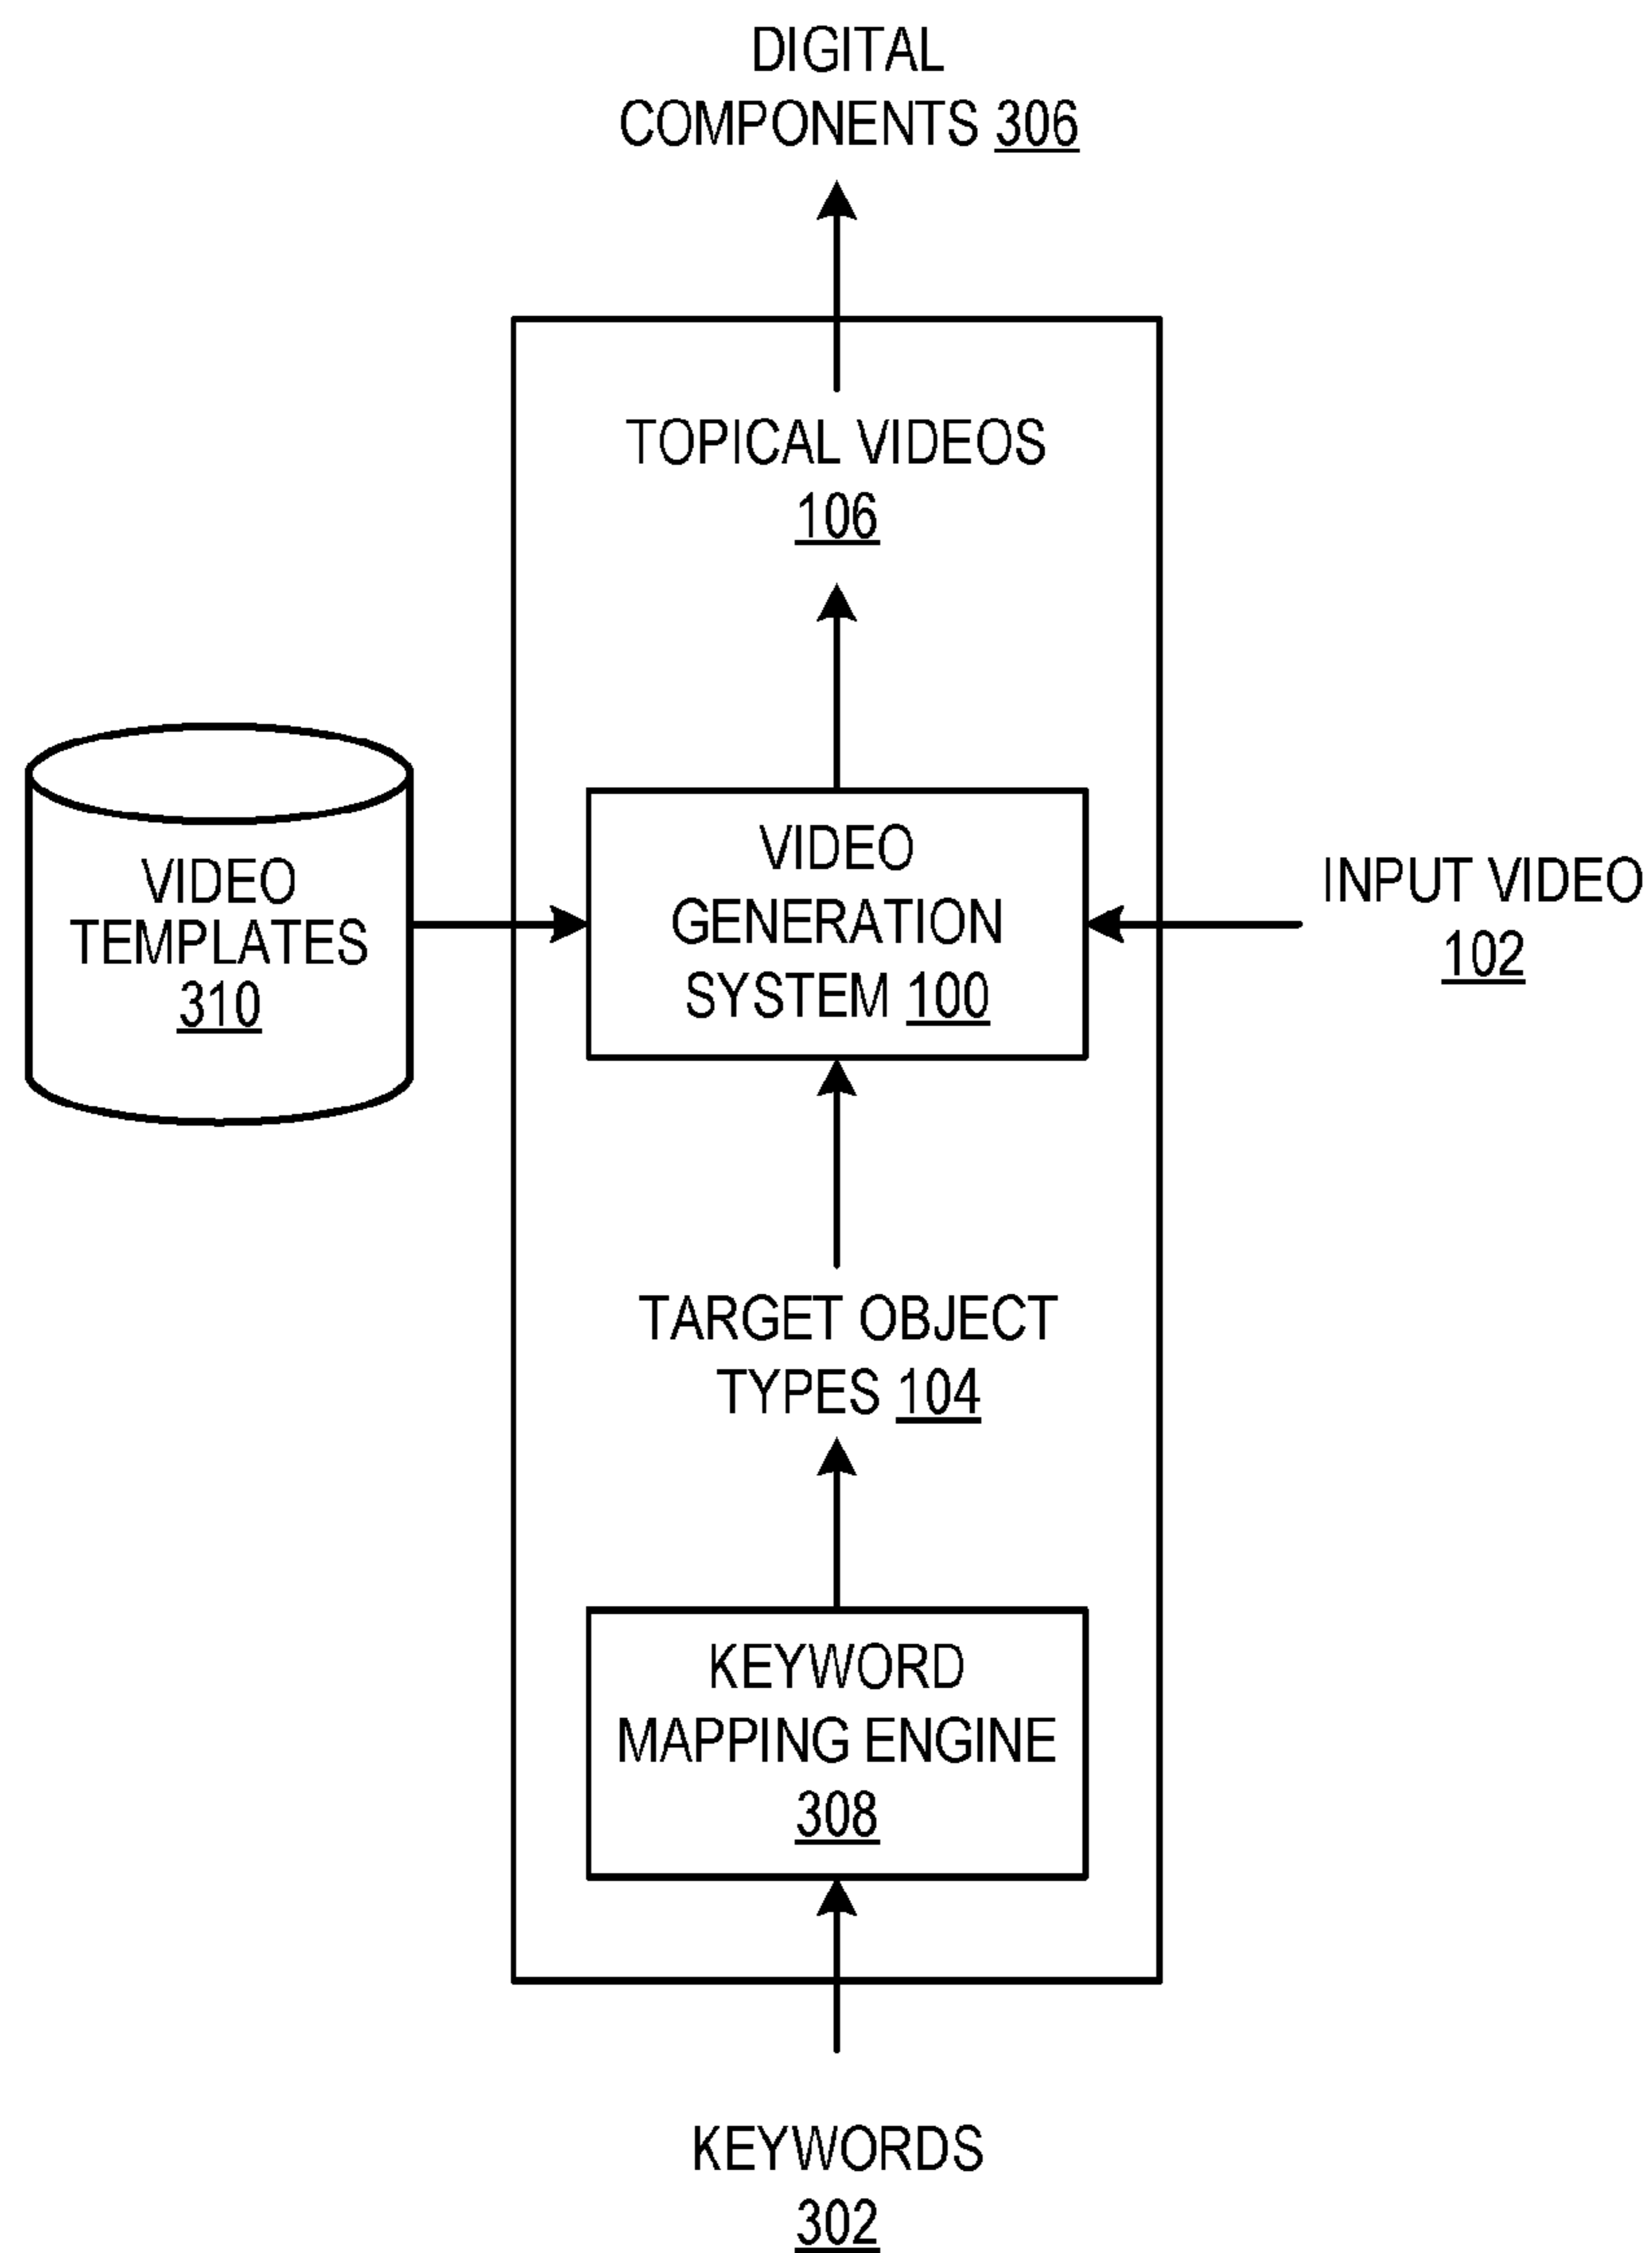 DIGITAL
COMPONENTS 306
TOPICAL VIDEOS
106
VIDEO
TEMPLATES
310
VIDEO
GENERATION
SYSTEM 100
INPUT VIDEO
102
TARGET OBJECT
TYPES 104
KEYWORD
MAPPING ENGINE
308
KEYWORDS
302